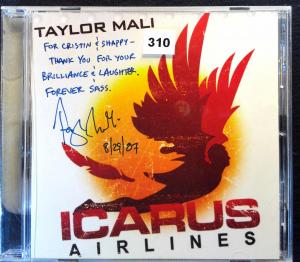 TAYLOR MALI
310
FOR CRISTIN & SHAPPY—
THANK YOU FOR YOUR
BRILLIANCE & LAUGHTER.
FOREVER SASS.
8/29/07
ICARUS
AIRLINES